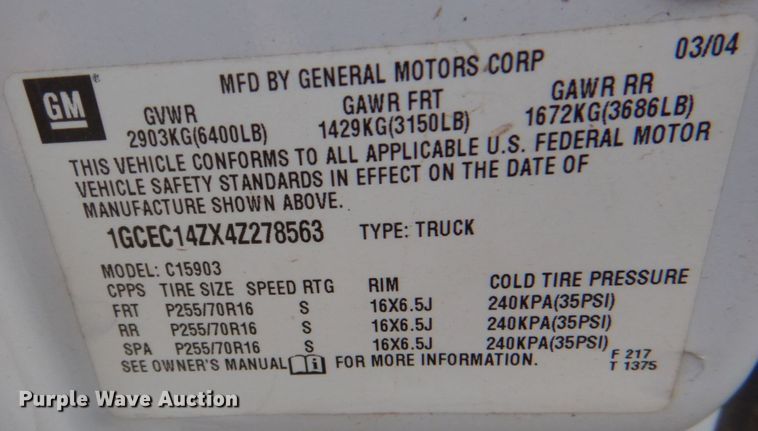 03/04
GM ®
MFD BY GENERAL MOTORS CORP
GVWR GAWR FRT GAWR RR
2903KG(6400LB) 1429KG(3150LB) 1672KG(3686LB)
THIS VEHICLE CONFORMS TO ALL APPLICABLE U.S. FEDERAL MOTOR
VEHICLE SAFETY STANDARDS IN EFFECT ON THE DATE OF
MANUFACTURE SHOWN ABOVE.
1GCEC14ZX4Z278563 TYPE: TRUCK
MODEL: C15903
CPPS TIRE SIZE SPEED RTG RIM COLD TIRE PRESSURE
FRT P255/70R16 S 16X6.5J 240KPA(35PSI)
RR P255/70R16 S 16X6.5J 240KPA(35PSI)
SPA P255/70R16 S 16X6.5J 240KPA(35PSI)
SEE OWNER'S MANUAL i FOR MORE INFORMATION.
F 217
T 1375
Purple Wave Auction